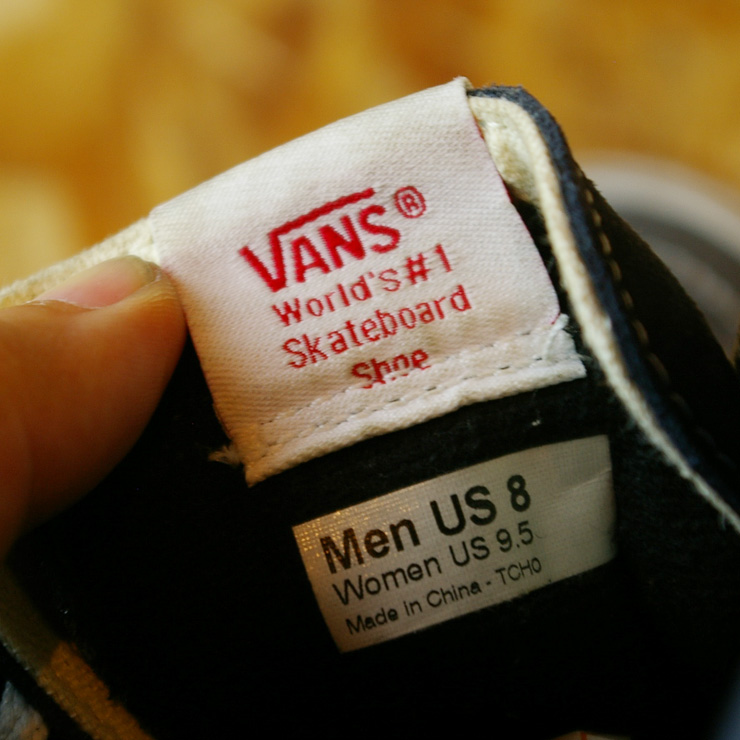 VANS®
World's #1
Skateboard
Shoe
Men US 8
Women US 9.5
Made in China - TCH0